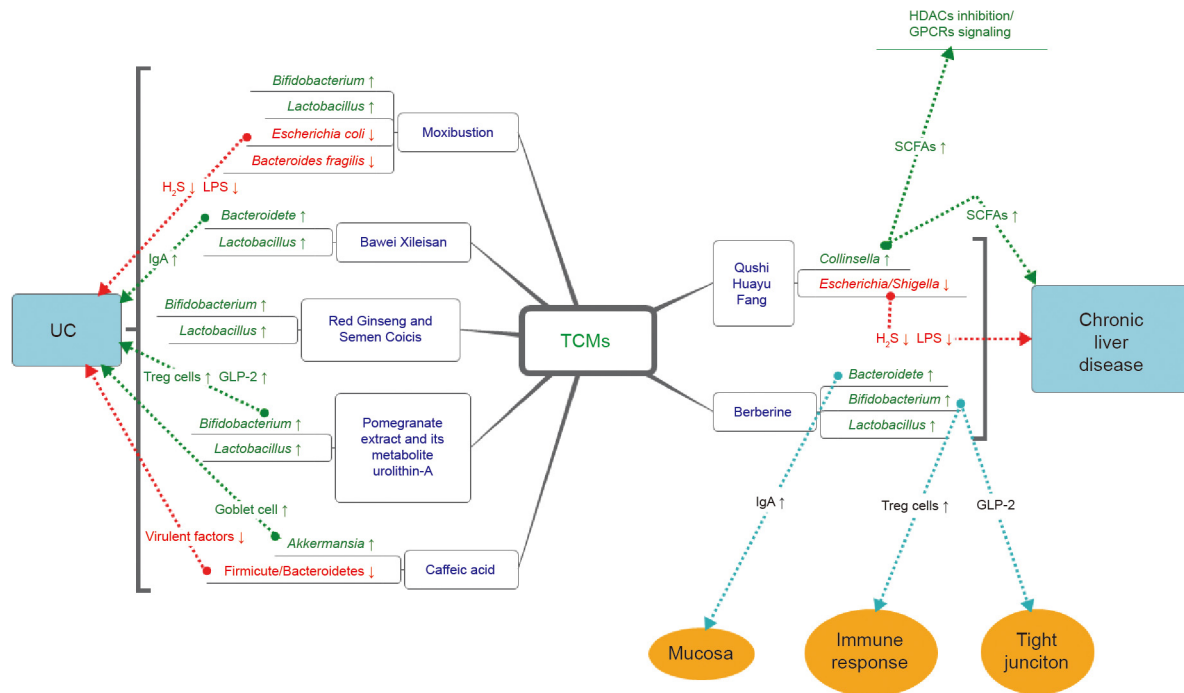 HDACs inhibition/
GPCRs signaling
SCFAs ↑
SCFAs ↑
Bifidobacterium ↑
Lactobacillus ↑
Escherichia coli ↓
Bacteroides fragilis ↓
Moxibustion
H₂S ↓ LPS ↓
Bacteroidete ↑
Lactobacillus ↑
Bawei Xileisan
IgA ↑
UC
Bifidobacterium ↑
Lactobacillus ↑
Red Ginseng and
Semen Coicis
Treg cells ↑ GLP-2 ↑
Bifidobacterium ↑
Lactobacillus ↑
Pomegranate
extract and its
metabolite
urolithin-A
Goblet cell ↑
Virulent factors ↓
Akkermansia ↑
Firmicute/Bacteroidetes ↓
Caffeic acid
TCMs
Qushi
Huayu
Fang
Collinsella ↑
Escherichia/Shigella ↓
H₂S ↓ LPS ↓
Chronic
liver
disease
Berberine
Bacteroidete ↑
Bifidobacterium ↑
Lactobacillus ↑
IgA ↑
Treg cells ↑
GLP-2
Mucosa
Immune
response
Tight
junciton